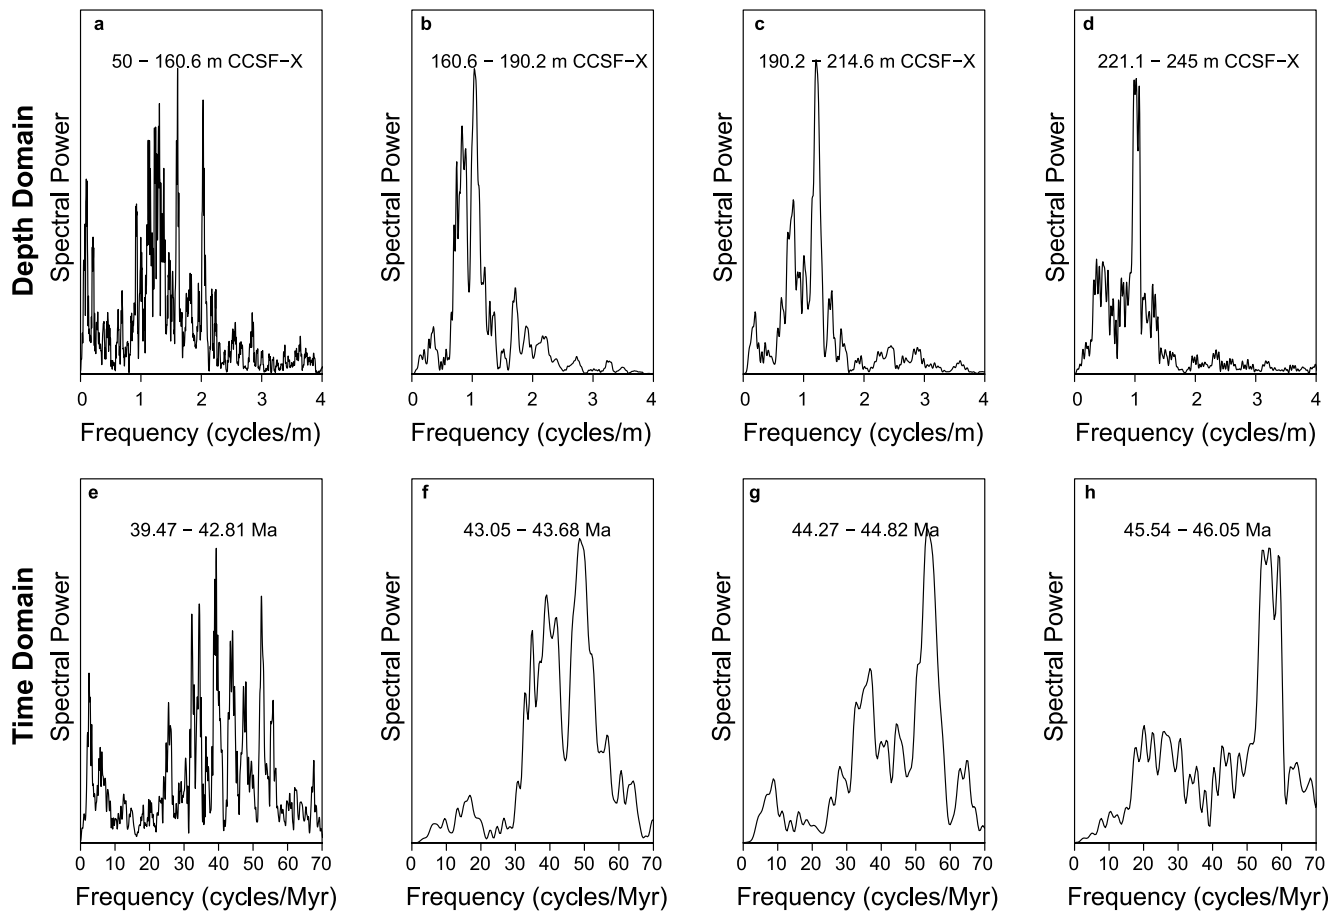 Depth Domain
a
50 − 160.6 m CCSF−X
Spectral Power
0 1 2 3 4
Frequency (cycles/m)
b
160.6 − 190.2 m CCSF−X
Spectral Power
0 1 2 3 4
Frequency (cycles/m)
c
190.2 − 214.6 m CCSF−X
Spectral Power
0 1 2 3 4
Frequency (cycles/m)
d
221.1 − 245 m CCSF−X
Spectral Power
0 1 2 3 4
Frequency (cycles/m)
Time Domain
e
39.47 − 42.81 Ma
Spectral Power
0 10 20 30 40 50 60 70
Frequency (cycles/Myr)
f
43.05 − 43.68 Ma
Spectral Power
0 10 20 30 40 50 60 70
Frequency (cycles/Myr)
g
44.27 − 44.82 Ma
Spectral Power
0 10 20 30 40 50 60 70
Frequency (cycles/Myr)
h
45.54 − 46.05 Ma
Spectral Power
0 10 20 30 40 50 60 70
Frequency (cycles/Myr)